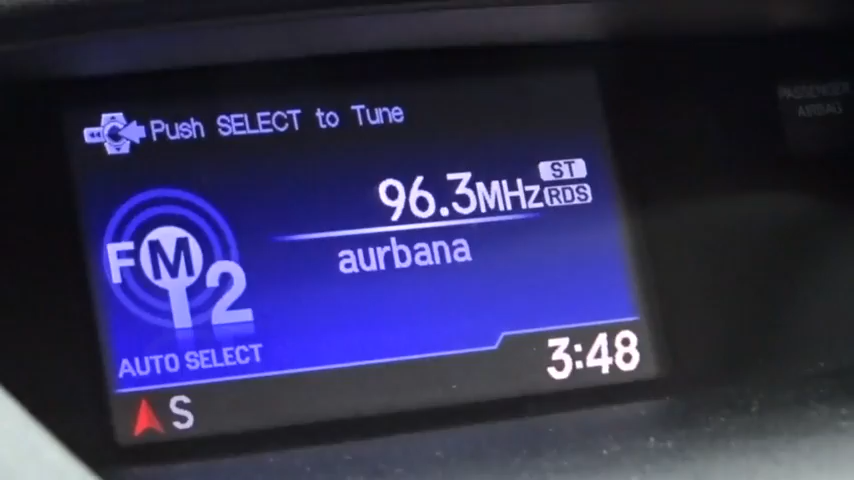 Push SELECT to Tune
96.3MHz ST
RDS
aurbana
FM2
AUTO SELECT
3:48
S
PASSENGER
AIRBAG